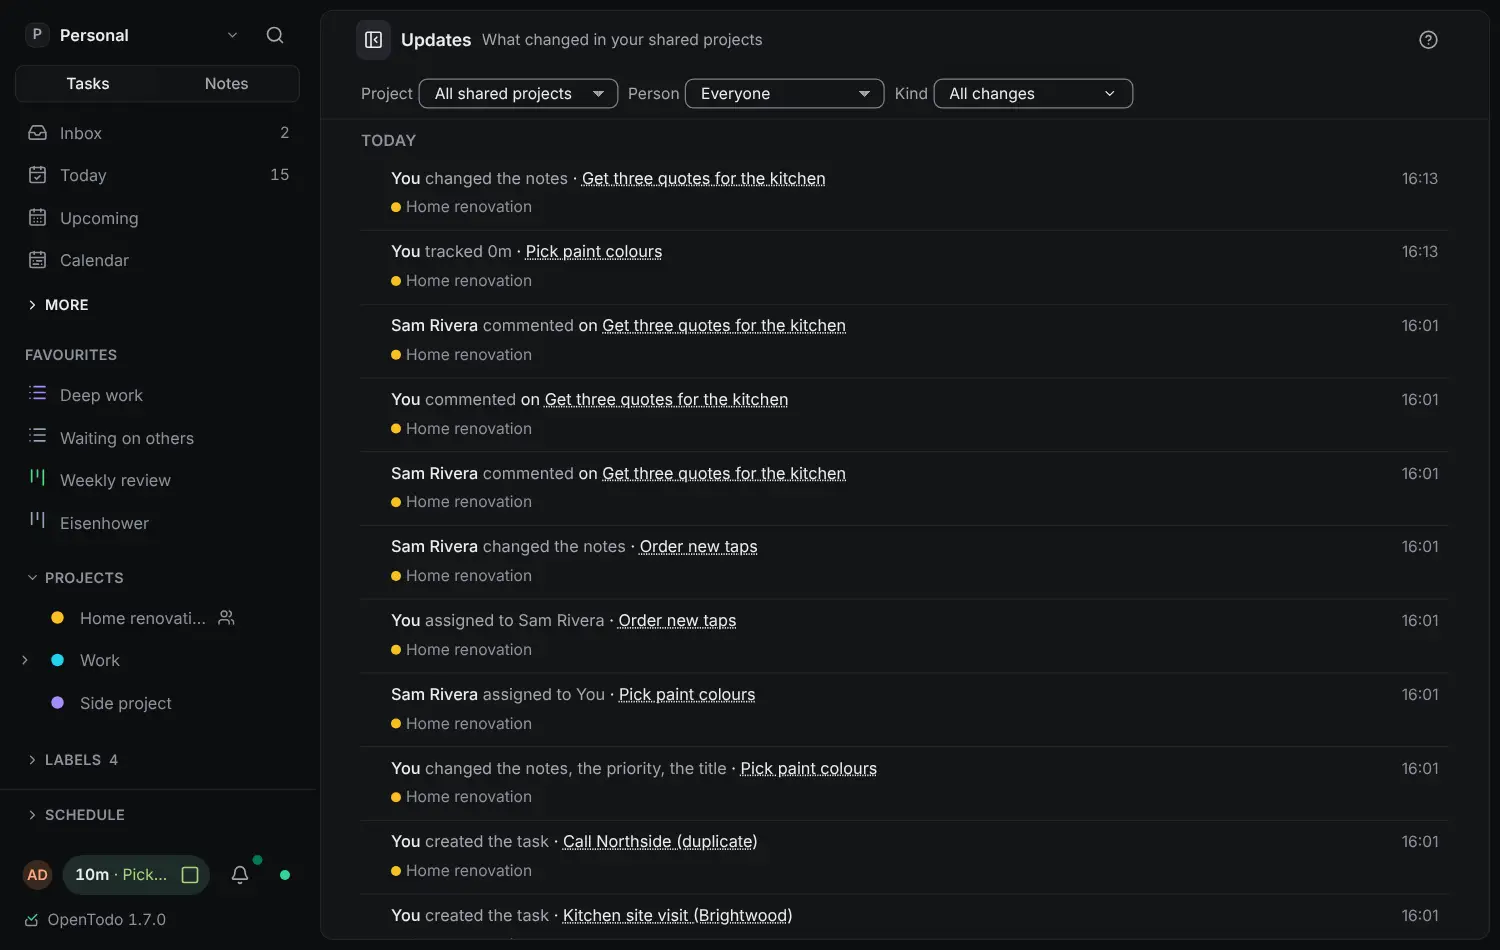 P Personal
Tasks Notes
Inbox 2
Today 15
Upcoming
Calendar
MORE
FAVOURITES
Deep work
Waiting on others
Weekly review
Eisenhower
PROJECTS
Home renovati...
Work
Side project
LABELS 4
SCHEDULE
AD 10m · Pick...
OpenTodo 1.7.0
Updates What changed in your shared projects
Project All shared projects Person Everyone Kind All changes
TODAY
You changed the notes · Get three quotes for the kitchen 16:13
Home renovation
You tracked 0m · Pick paint colours 16:13
Home renovation
Sam Rivera commented on Get three quotes for the kitchen 16:01
Home renovation
You commented on Get three quotes for the kitchen 16:01
Home renovation
Sam Rivera commented on Get three quotes for the kitchen 16:01
Home renovation
Sam Rivera changed the notes · Order new taps 16:01
Home renovation
You assigned to Sam Rivera · Order new taps 16:01
Home renovation
Sam Rivera assigned to You · Pick paint colours 16:01
Home renovation
You changed the notes, the priority, the title · Pick paint colours 16:01
Home renovation
You created the task · Call Northside (duplicate) 16:01
Home renovation
You created the task · Kitchen site visit (Brightwood) 16:01